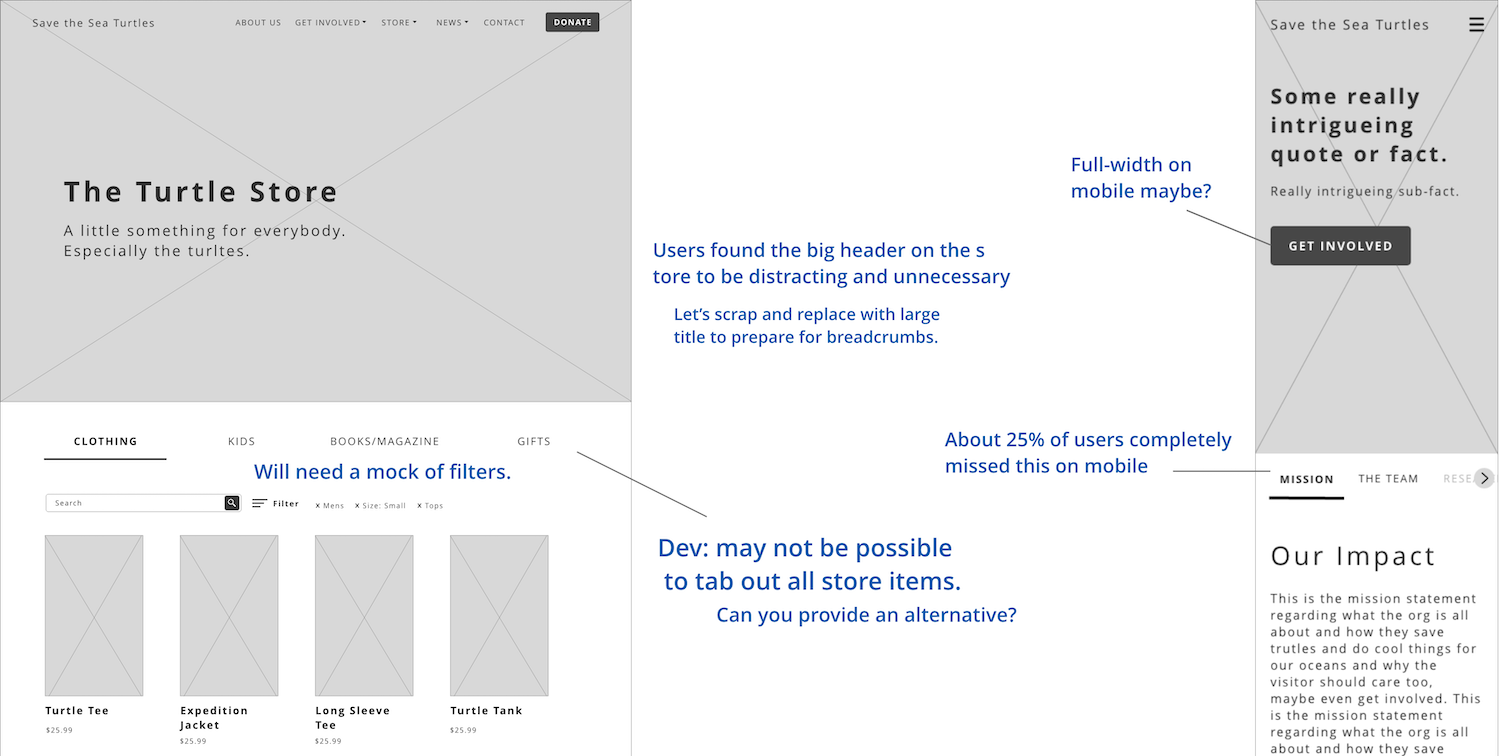 Save the Sea Turtles
ABOUT US GET INVOLVED STORE NEWS CONTACT DONATE
The Turtle Store
A little something for everybody.
Especially the turltes.
CLOTHING KIDS BOOKS/MAGAZINE GIFTS
Will need a mock of filters.
Search Filter x Mens x Size: Small x Tops
Turtle Tee
$25.99
Expedition
Jacket
$25.99
Long Sleeve
Tee
$25.99
Turtle Tank
$25.99
Users found the big header on the s
tore to be distracting and unnecessary
Let's scrap and replace with large
title to prepare for breadcrumbs.
Dev: may not be possible
to tab out all store items.
Can you provide an alternative?
Full-width on
mobile maybe?
About 25% of users completely
missed this on mobile
Save the Sea Turtles
Some really
intrigueing
quote or fact.
Really intrigueing sub-fact.
GET INVOLVED
MISSION THE TEAM RESEA
Our Impact
This is the mission statement
regarding what the org is all
about and how they save
trutles and do cool things for
our oceans and why the
visitor should care too,
maybe even get involved. This
is the mission statement
regarding what the org is all
about and how they save